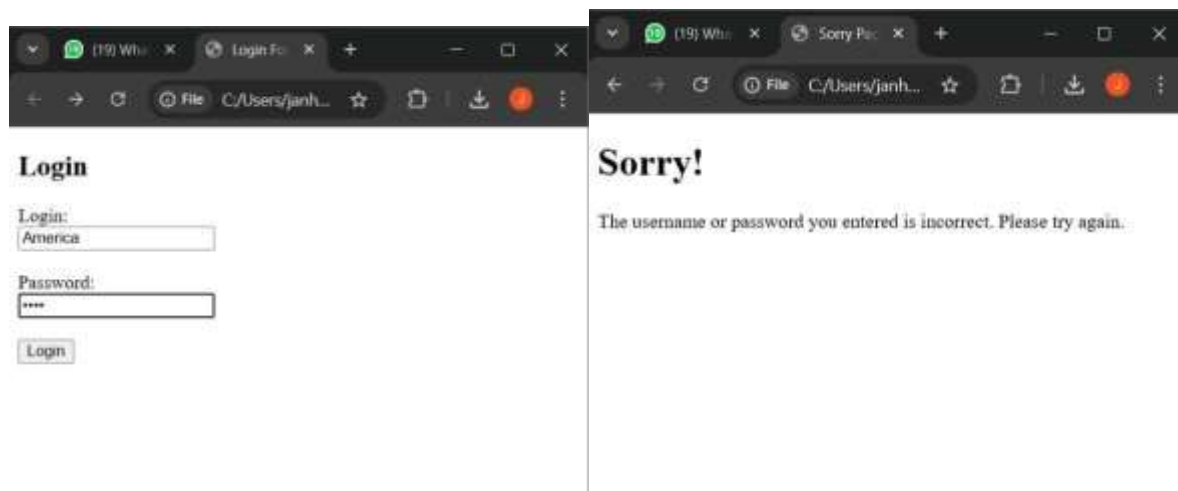 (19) Wh
Login Fo
File C:/Users/janh...
J
Login
Login:
America
Password:
••••
Login
(19) Wh
Sorry Pa
File C:/Users/janh...
J
Sorry!
The username or password you entered is incorrect. Please try again.